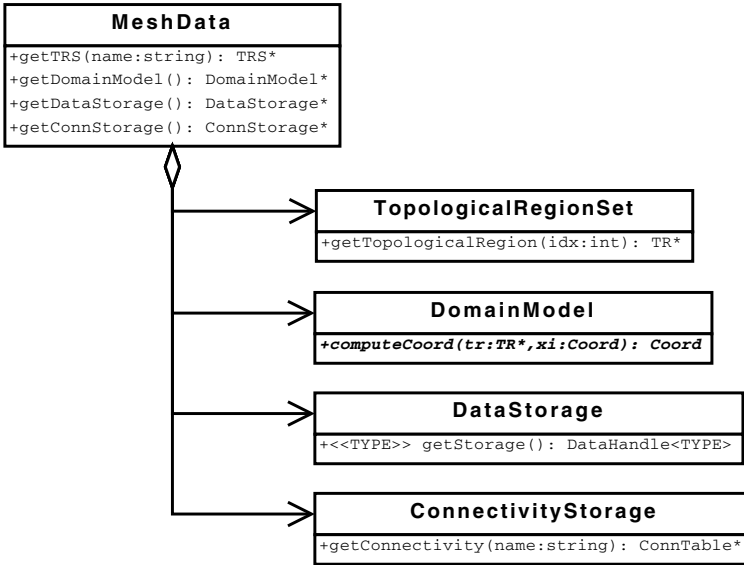 MeshData
+getTRS(name:string): TRS*
+getDomainModel(): DomainModel*
+getDataStorage(): DataStorage*
+getConnStorage(): ConnStorage*
TopologicalRegionSet
+getTopologicalRegion(idx:int): TR*
DomainModel
+computeCoord(tr:TR*,xi:Coord): Coord
DataStorage
+<<TYPE>> getStorage(): DataHandle<TYPE>
ConnectivityStorage
+getConnectivity(name:string): ConnTable*